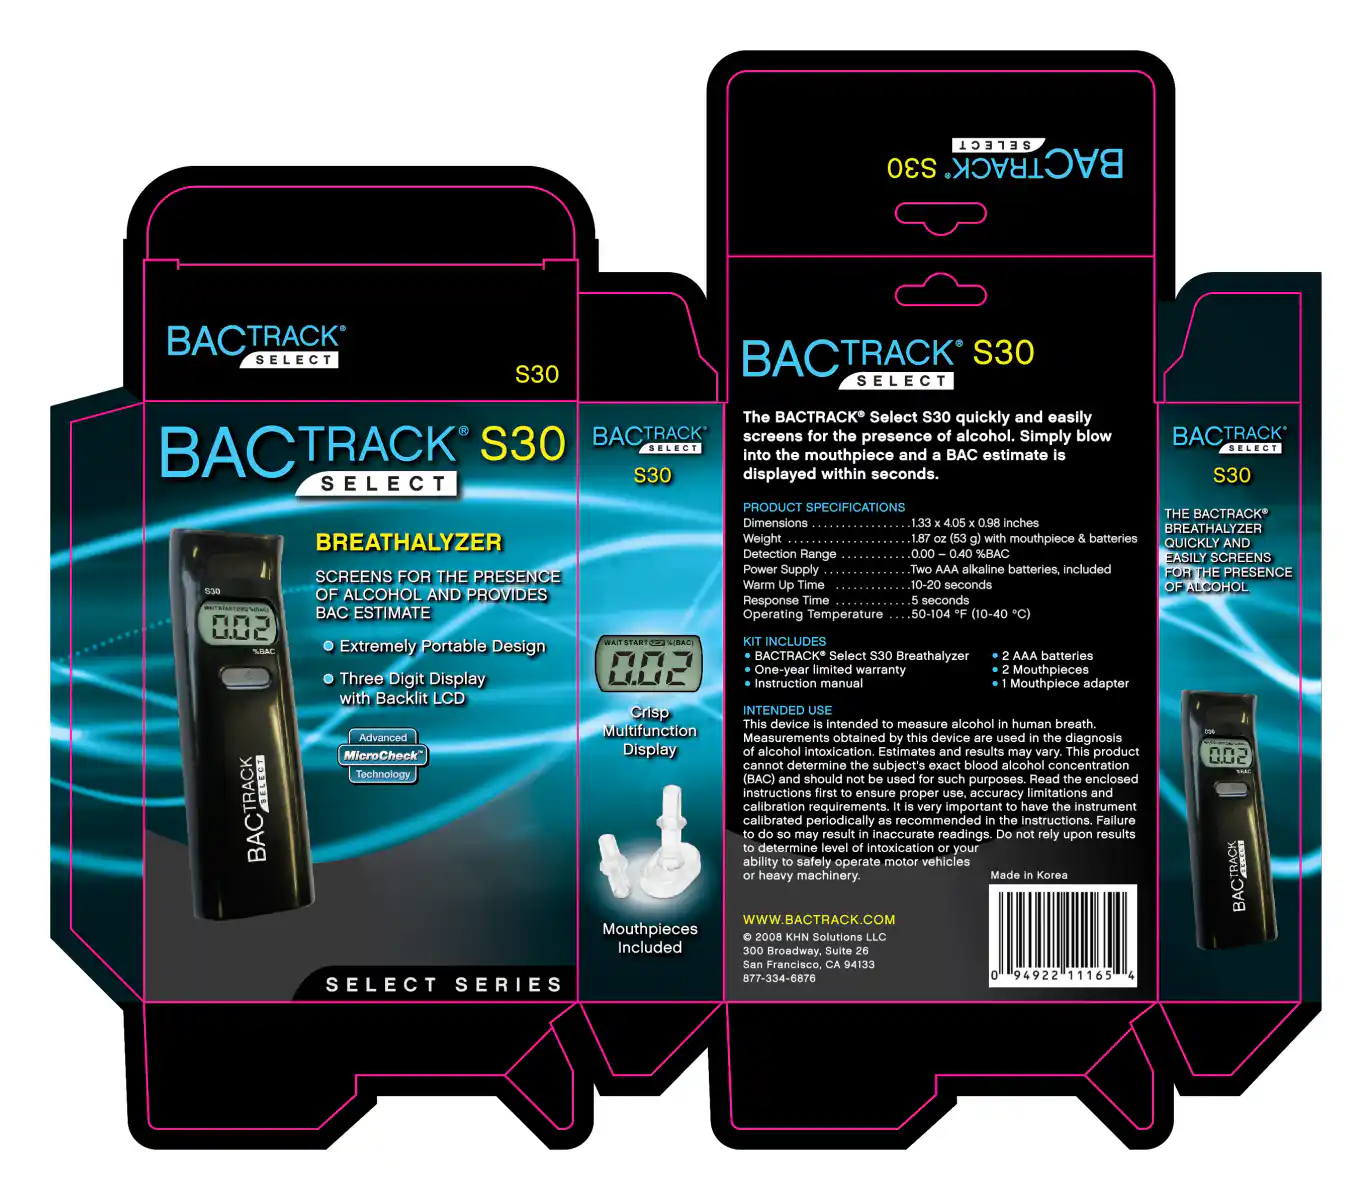 BACTRACK® S30
SELECT
BACTRACK®
SELECT
S30
BACTRACK® S30
SELECT
BREATHALYZER
SCREENS FOR THE PRESENCE
OF ALCOHOL AND PROVIDES
BAC ESTIMATE
Extremely Portable Design
Three Digit Display
with Backlit LCD
Advanced
MicroCheck™
Technology
S30
0.02
%BAC
BACTRACK
SELECT
SELECT SERIES
BACTRACK®
SELECT
S30
WAIT START %(BAC)
0.02
Crisp
Multifunction
Display
Mouthpieces
Included
BACTRACK® S30
SELECT
The BACTRACK® Select S30 quickly and easily
screens for the presence of alcohol. Simply blow
into the mouthpiece and a BAC estimate is
displayed within seconds.
PRODUCT SPECIFICATIONS
Dimensions . . . . . . . . . . . . . . . . .1.33 x 4.05 x 0.98 inches
Weight . . . . . . . . . . . . . . . . . . . .1.87 oz (53 g) with mouthpiece & batteries
Detection Range . . . . . . . . . . . .0.00 – 0.40 %BAC
Power Supply . . . . . . . . . . . . . . .Two AAA alkaline batteries, included
Warm Up Time . . . . . . . . . . . . .10-20 seconds
Response Time . . . . . . . . . . . . .5 seconds
Operating Temperature . . . .50-104 °F (10-40 °C)
KIT INCLUDES
• BACTRACK® Select S30 Breathalyzer
• One-year limited warranty
• Instruction manual
• 2 AAA batteries
• 2 Mouthpieces
• 1 Mouthpiece adapter
INTENDED USE
This device is intended to measure alcohol in human breath.
Measurements obtained by this device are used in the diagnosis
of alcohol intoxication. Estimates and results may vary. This product
cannot determine the subject's exact blood alcohol concentration
(BAC) and should not be used for such purposes. Read the enclosed
instructions first to ensure proper use, accuracy limitations and
calibration requirements. It is very important to have the instrument
calibrated periodically as recommended in the instructions. Failure
to do so may result in inaccurate readings. Do not rely upon results
to determine level of intoxication or your
ability to safely operate motor vehicles
or heavy machinery.
Made in Korea
WWW.BACTRACK.COM
© 2008 KHN Solutions LLC
300 Broadway, Suite 26
San Francisco, CA 94133
877-334-6876
0 94922 11165 4
BACTRACK®
SELECT
S30
THE BACTRACK®
BREATHALYZER
QUICKLY AND
EASILY SCREENS
FOR THE PRESENCE
OF ALCOHOL
S30
0.02
%BAC
BACTRACK
SELECT